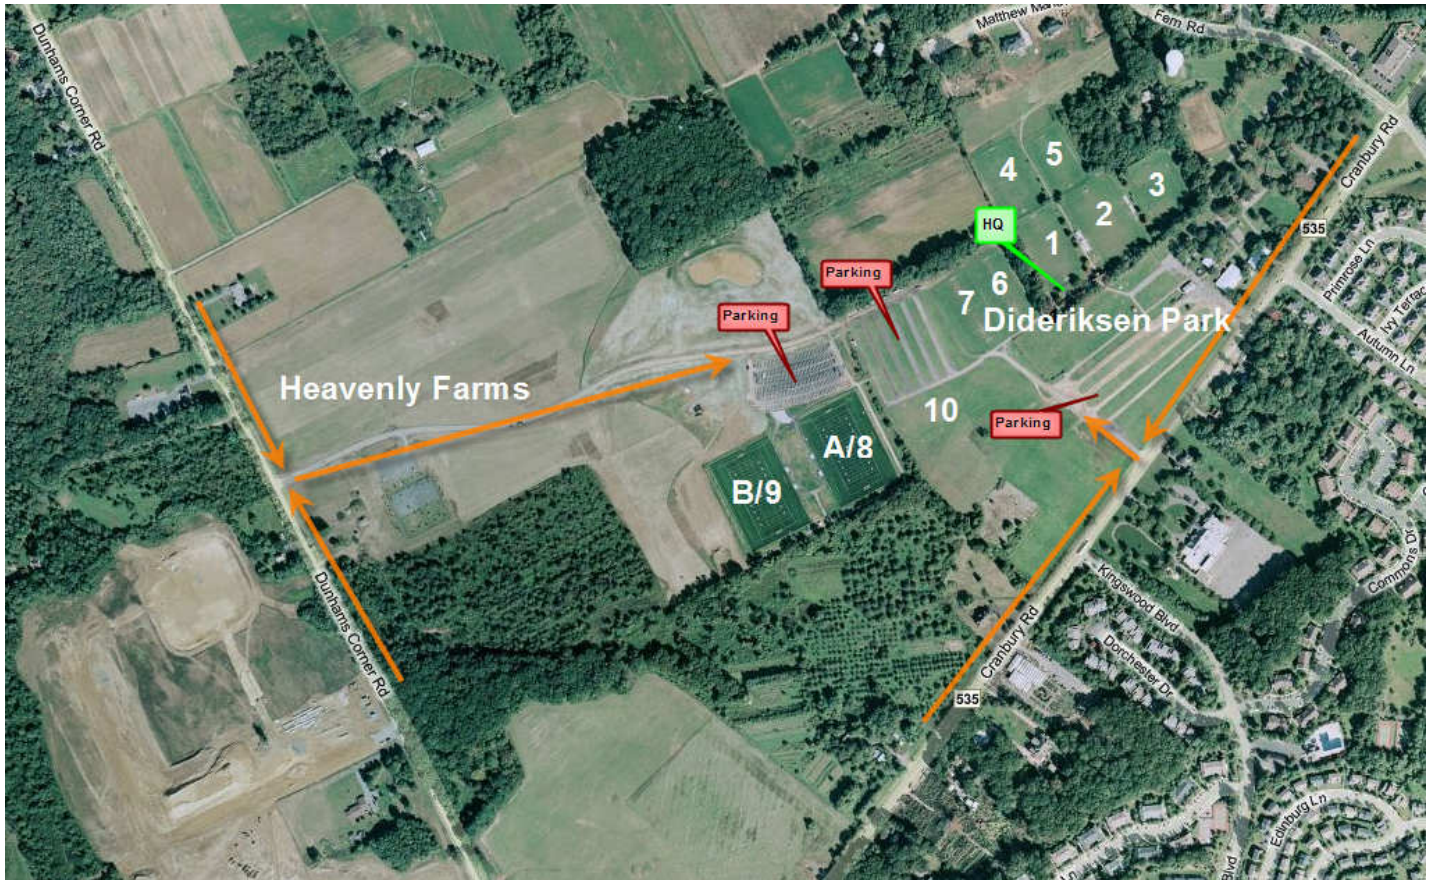 Matthew
Fern Rd
Dunhams Corner Rd
Cranbury Rd
5
4
3
2
HQ
1
535
Primrose Ln
Parking
6
7
Dideriksen Park
Parking
Autumn Ln
Heavenly Farms
10
Parking
A/8
B/9
Commons Dr
Kingswood Blvd
Dunhams Corner Rd
Cranbury Rd
Dorchester Dr
535
Edinburg Ln
Blvd
Ln